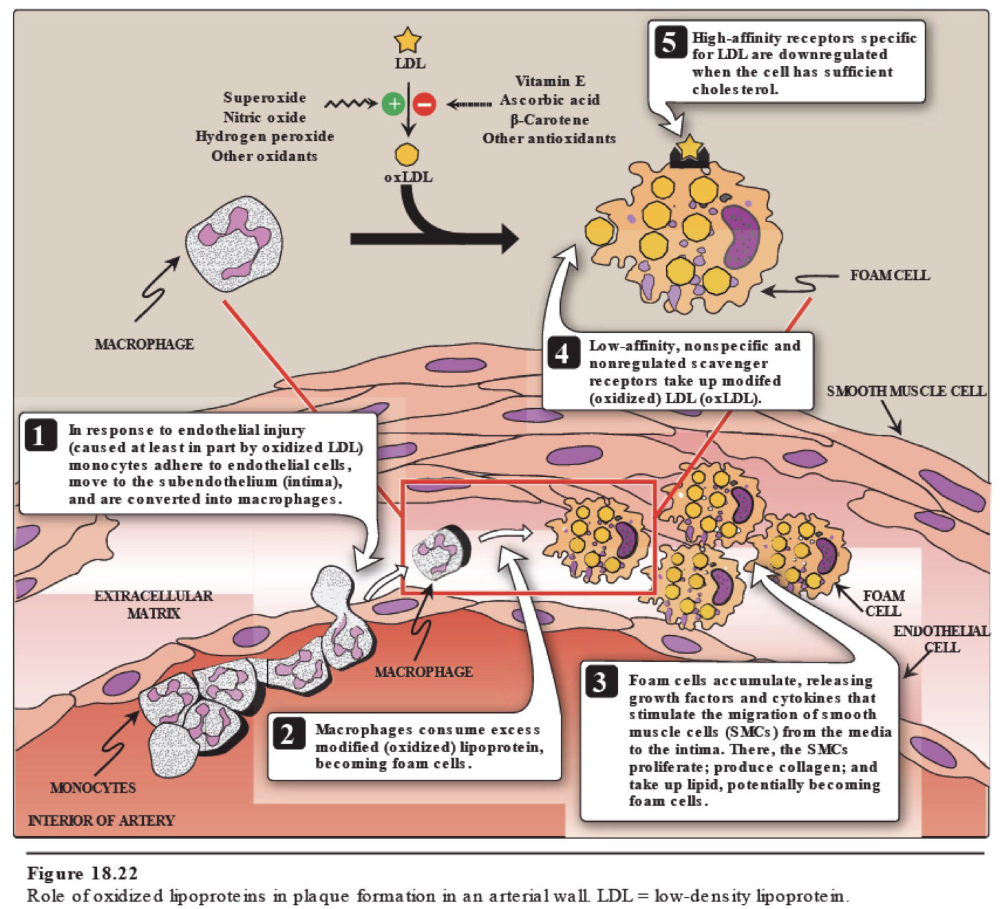 LDL
Superoxide
Nitric oxide
Hydrogen peroxide
Other oxidants
+
−
Vitamin E
Ascorbic acid
β-Carotene
Other antioxidants
oxLDL
5
High-affinity receptors specific
for LDL are downregulated
when the cell has sufficient
cholesterol.
MACROPHAGE
FOAM CELL
4
Low-affinity, nonspecific and
nonregulated scavenger
receptors take up modifed
(oxidized) LDL (oxLDL).
SMOOTH MUSCLE CELL
1
In response to endothelial injury
(caused at least in part by oxidized LDL)
monocytes adhere to endothelial cells,
move to the subendothelium (intima),
and are converted into macrophages.
EXTRACELLULAR
MATRIX
FOAM
CELL
ENDOTHELIAL
CELL
MACROPHAGE
2
Macrophages consume excess
modified (oxidized) lipoprotein,
becoming foam cells.
3
Foam cells accumulate, releasing
growth factors and cytokines that
stimulate the migration of smooth
muscle cells (SMCs) from the media
to the intima. There, the SMCs
proliferate; produce collagen; and
take up lipid, potentially becoming
foam cells.
MONOCYTES
INTERIOR OF ARTERY
Figure 18.22
Role of oxidized lipoproteins in plaque formation in an arterial wall. LDL = low-density lipoprotein.